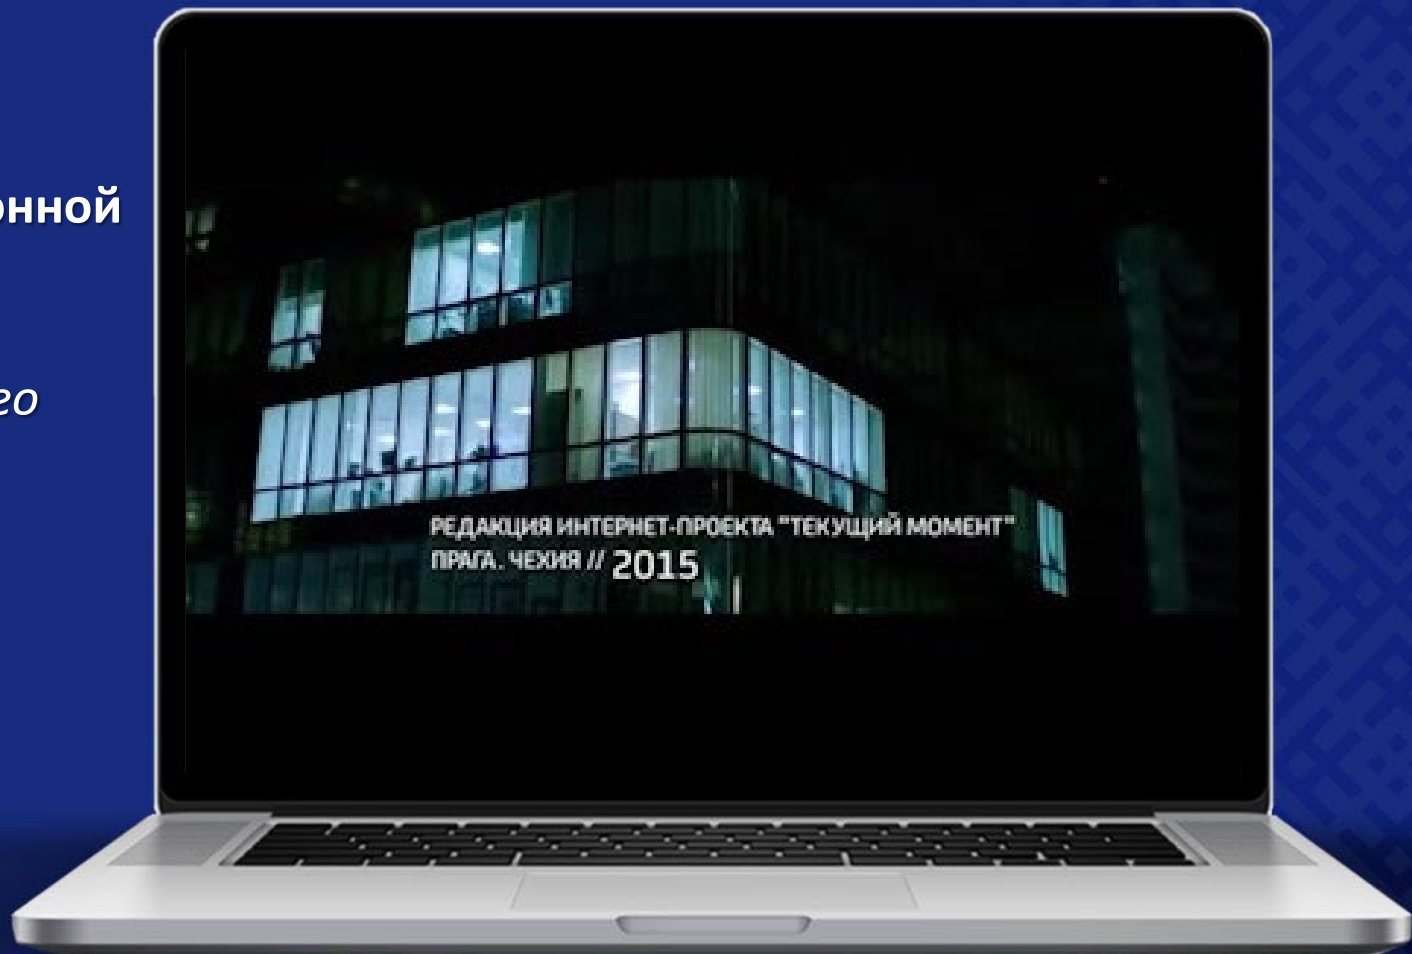 онной
го
РЕДАКЦИЯ ИНТЕРНЕТ-ПРОЕКТА "ТЕКУЩИЙ МОМЕНТ"
ПРАГА. ЧЕХИЯ // 2015